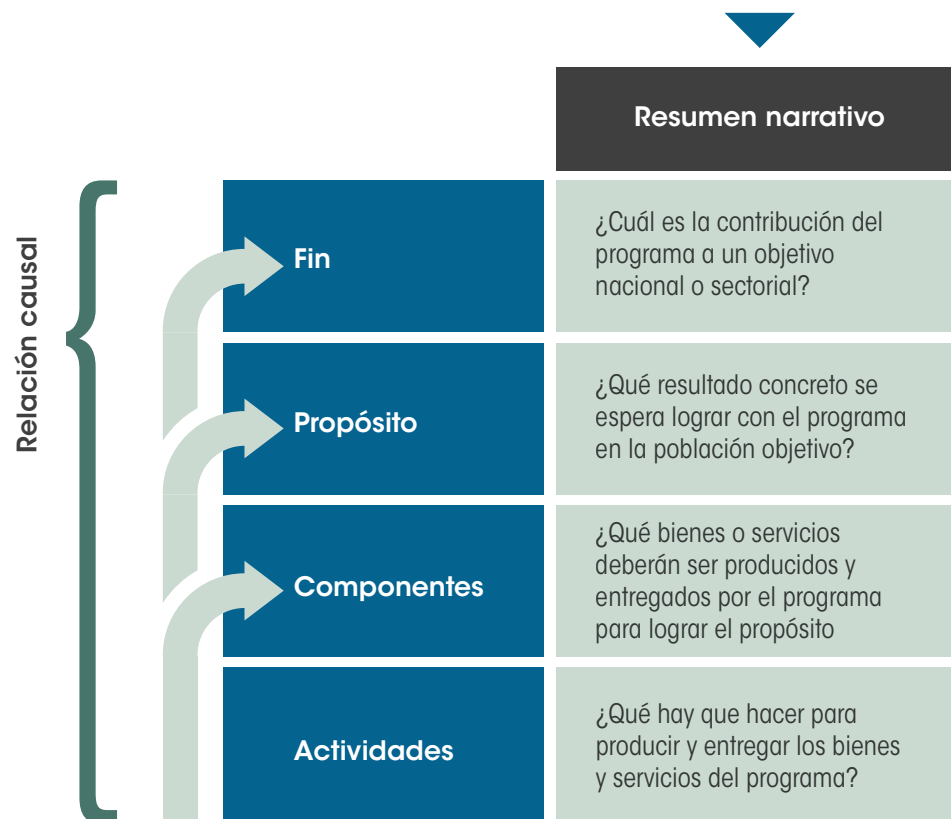 Resumen narrativo
Relación causal
Fin
¿Cuál es la contribución del
programa a un objetivo
nacional o sectorial?
Propósito
¿Qué resultado concreto se
espera lograr con el programa
en la población objetivo?
Componentes
¿Qué bienes o servicios
deberán ser producidos y
entregados por el programa
para lograr el propósito
Actividades
¿Qué hay que hacer para
producir y entregar los bienes
y servicios del programa?